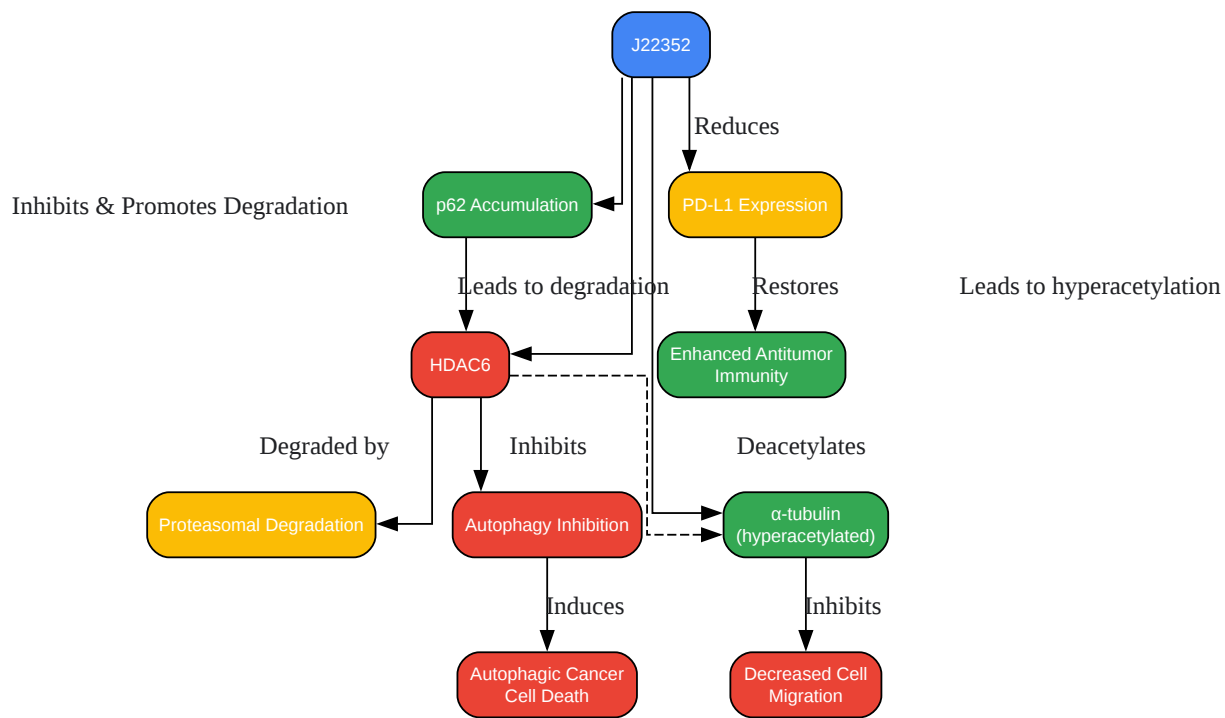 J22352
Reduces
Inhibits & Promotes Degradation
p62 Accumulation
PD-L1 Expression
Leads to degradation
Restores
Leads to hyperacetylation
HDAC6
Enhanced Antitumor
Immunity
Degraded by
Inhibits
Deacetylates
Proteasomal Degradation
Autophagy Inhibition
α-tubulin
(hyperacetylated)
Induces
Inhibits
Autophagic Cancer
Cell Death
Decreased Cell
Migration